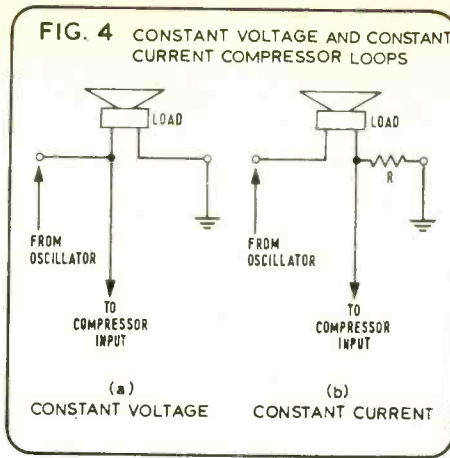 FIG. 4 CONSTANT VOLTAGE AND CONSTANT
CURRENT COMPRESSOR LOOPS
LOAD
FROM
OSCILLATOR
TO
COMPRESSOR
INPUT
(a)
CONSTANT VOLTAGE
LOAD
R
FROM
OSCILLATOR
TO
COMPRESSOR
INPUT
(b)
CONSTANT CURRENT